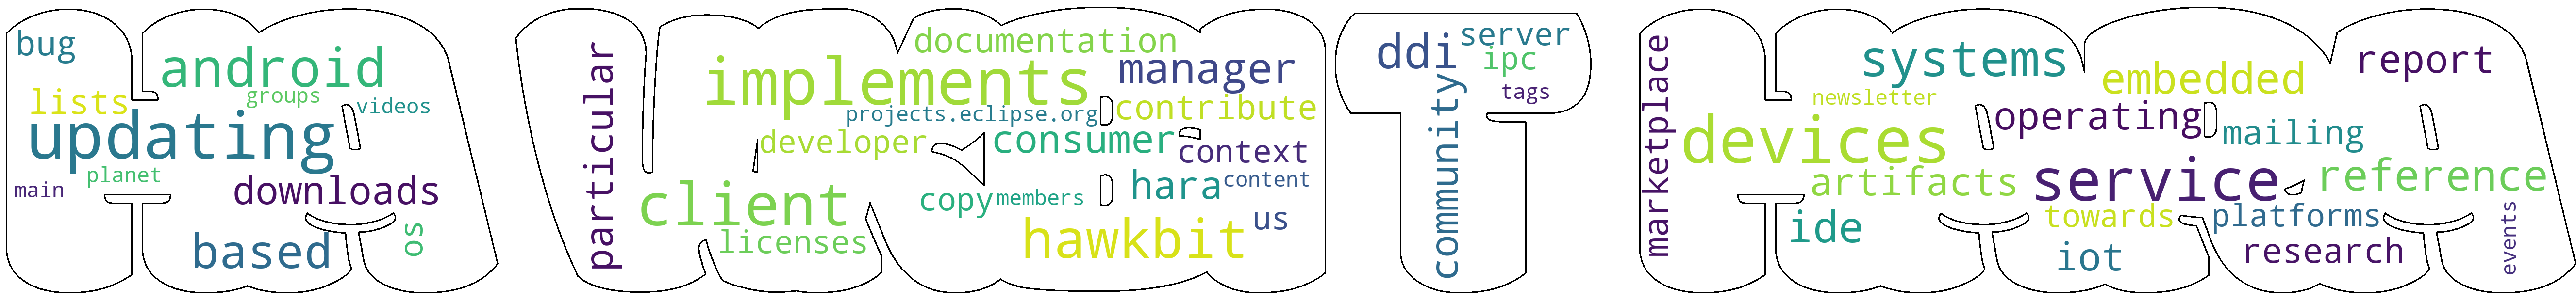 bug
android
lists
groups
videos
updating
planet
main
downloads
based
os
particular
implements
documentation
manager
projects.eclipse.org
contribute
developer
consumer
context
client
copy
members
hara
content
licenses
hawkbit
us
ddi
server
ipc
tags
community
marketplace
systems
embedded
report
newsletter
devices
operating
mailing
artifacts
service
reference
ide
towards
platforms
iot
research
events